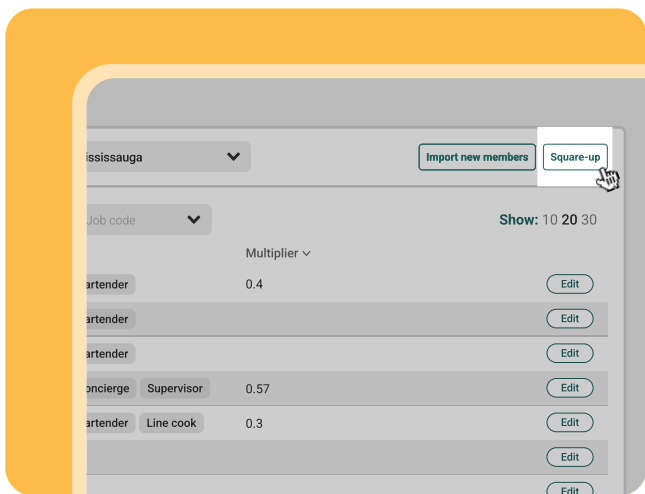 ississauga Import new members Square-up
Job code Show: 10 20 30
Multiplier
artender 0.4 Edit
artender Edit
artender Edit
oncierge Supervisor 0.57 Edit
artender Line cook 0.3 Edit
Edit
Edit